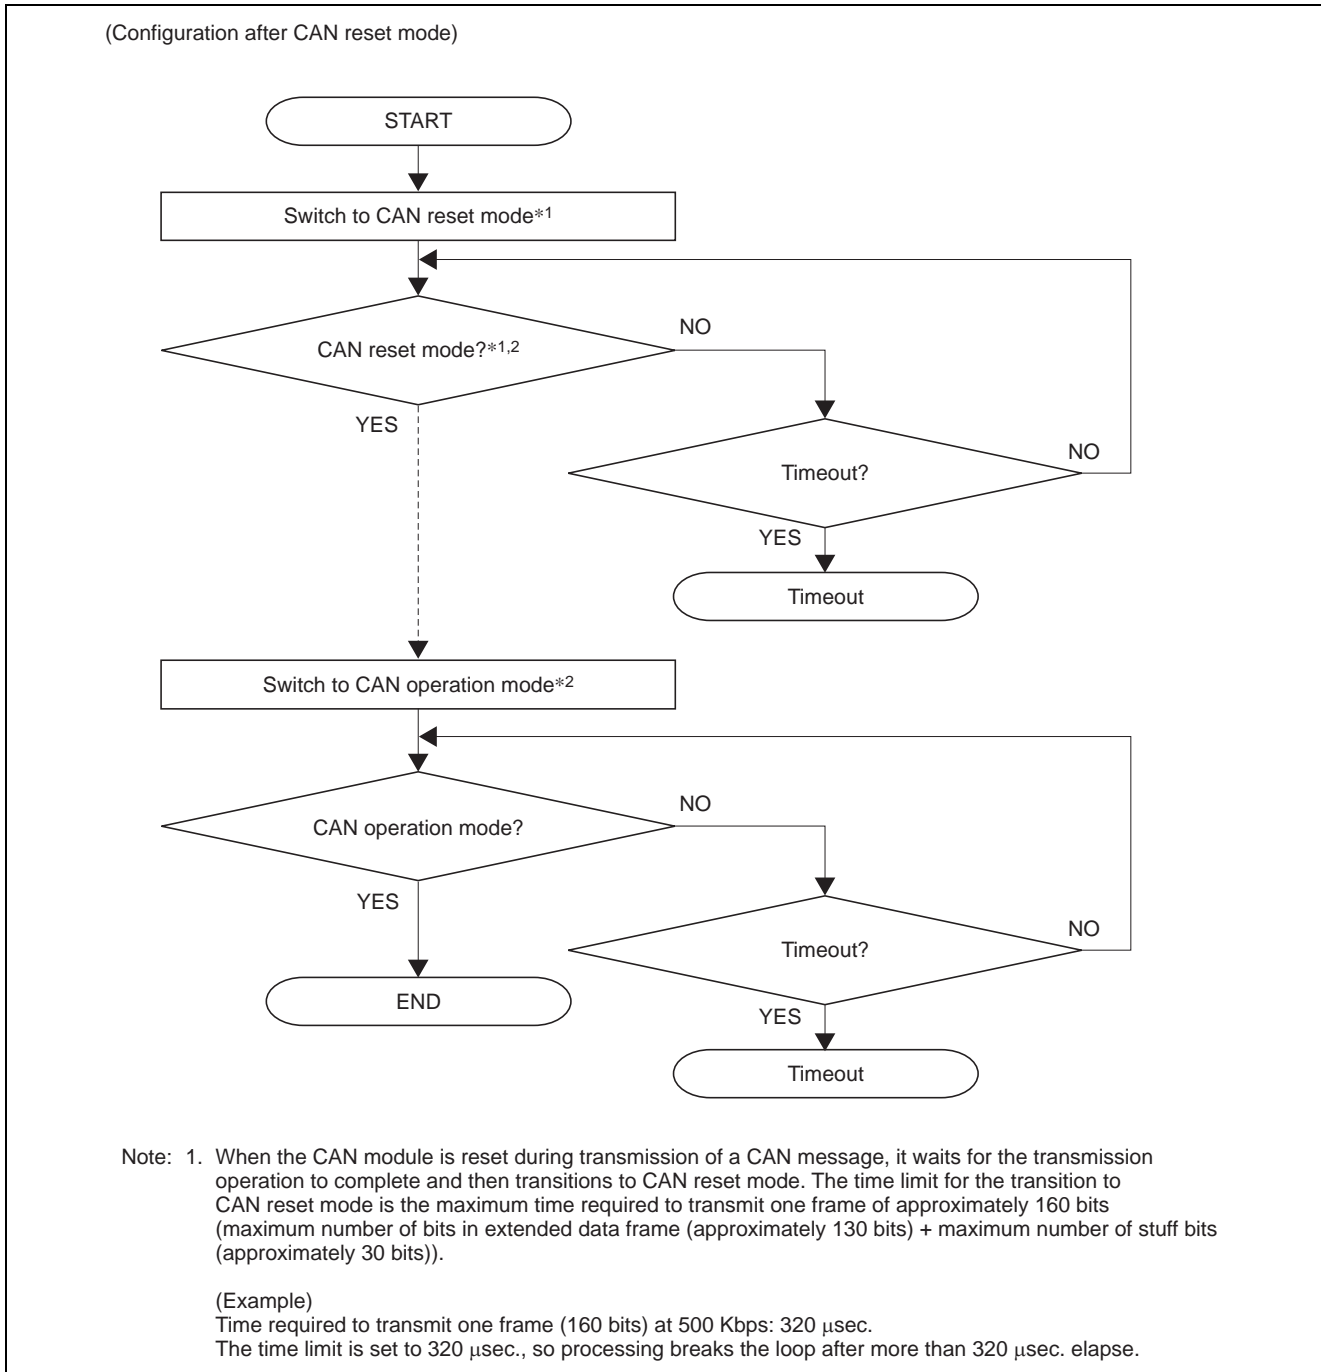 (Configuration after CAN reset mode)
START
Switch to CAN reset mode*1
CAN reset mode?*1,2
NO
YES
Timeout?
NO
YES
Timeout
Switch to CAN operation mode*2
CAN operation mode?
NO
YES
Timeout?
NO
END
YES
Timeout
Note: 1. When the CAN module is reset during transmission of a CAN message, it waits for the transmission
operation to complete and then transitions to CAN reset mode. The time limit for the transition to
CAN reset mode is the maximum time required to transmit one frame of approximately 160 bits
(maximum number of bits in extended data frame (approximately 130 bits) + maximum number of stuff bits
(approximately 30 bits)).
(Example)
Time required to transmit one frame (160 bits) at 500 Kbps: 320 μsec.
The time limit is set to 320 μsec., so processing breaks the loop after more than 320 μsec. elapse.